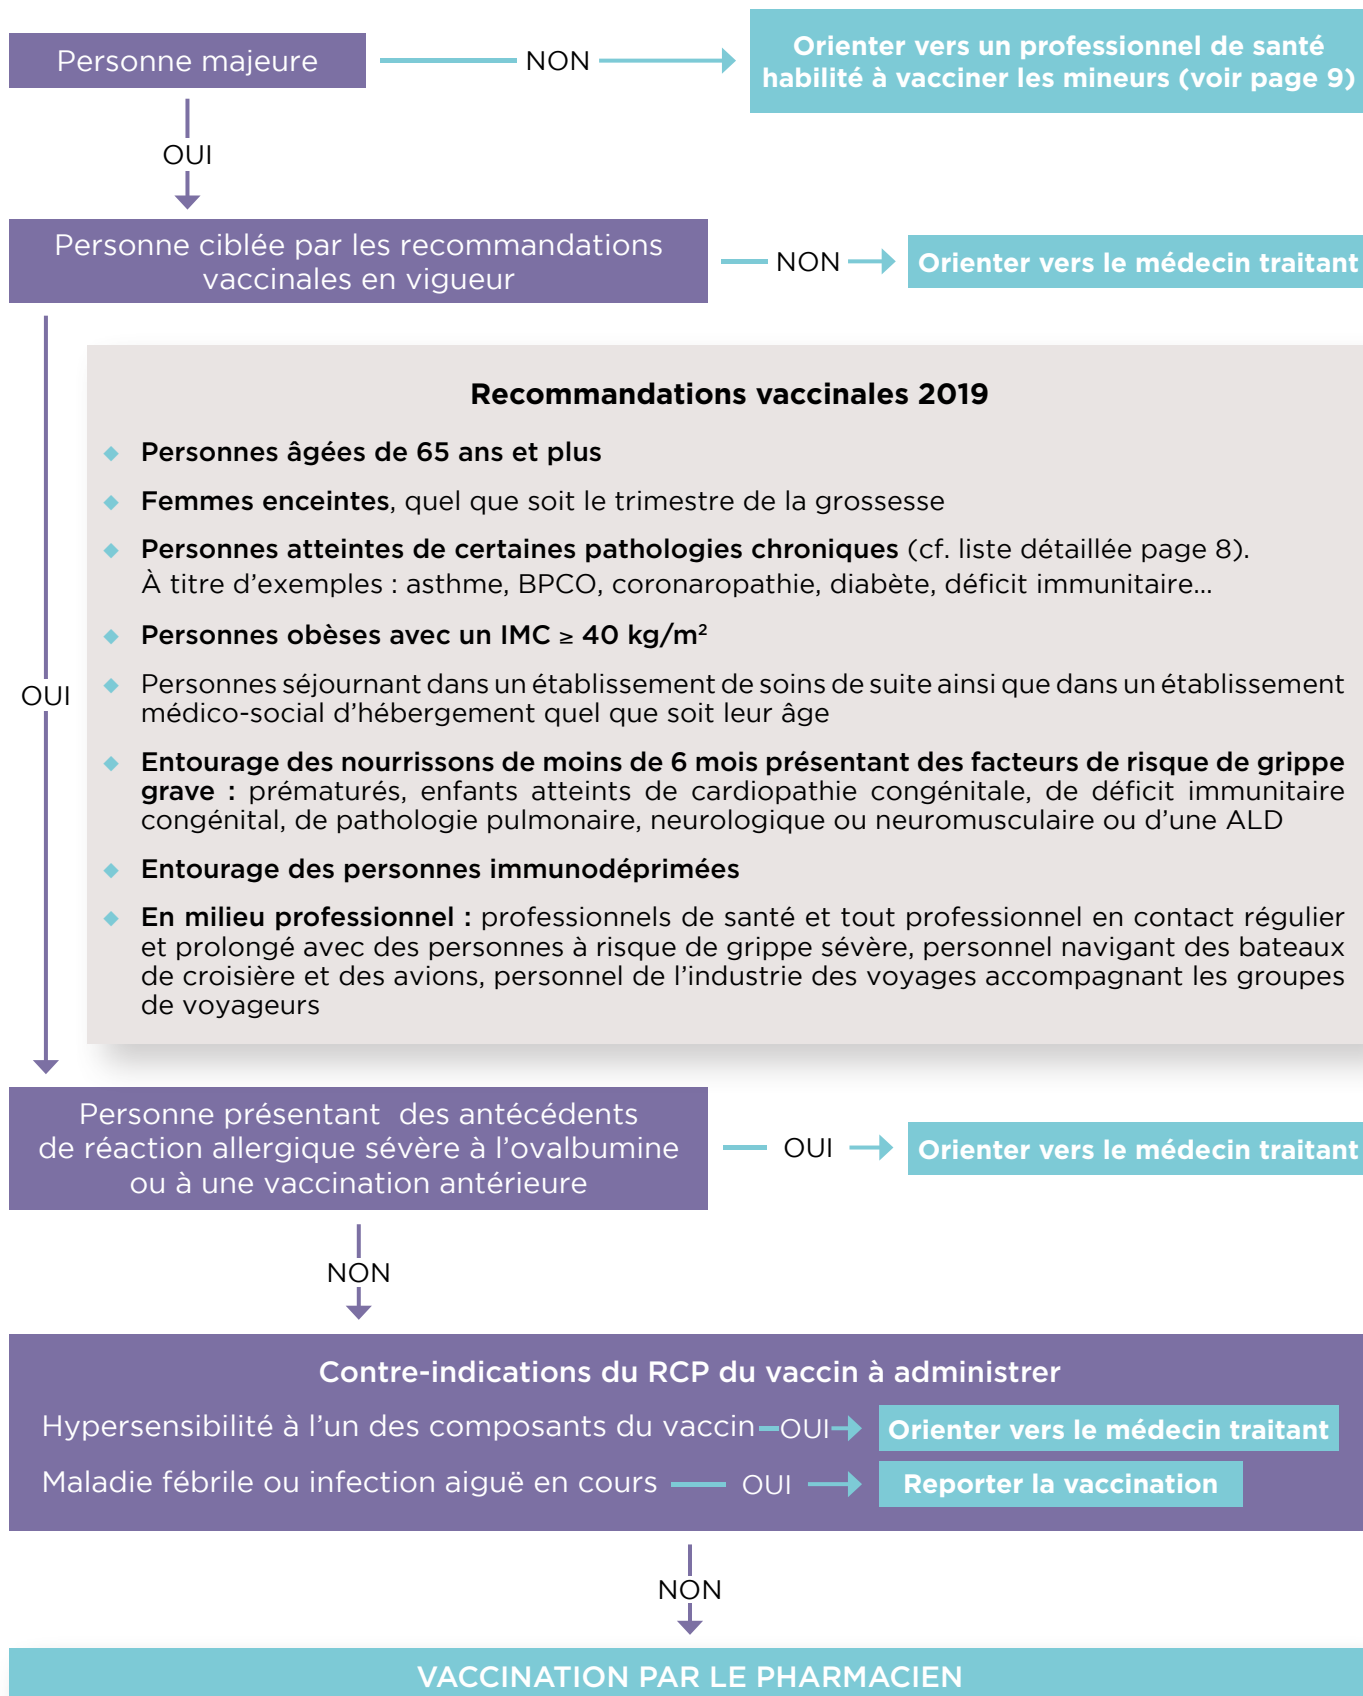 Personne majeure
NON
Orienter vers un professionnel de santé
habilité à vacciner les mineurs (voir page 9)
OUI
Personne ciblée par les recommandations
vaccinales en vigueur
NON
Orienter vers le médecin traitant
OUI
Recommandations vaccinales 2019
◆ Personnes âgées de 65 ans et plus
◆ Femmes enceintes, quel que soit le trimestre de la grossesse
◆ Personnes atteintes de certaines pathologies chroniques (cf. liste détaillée page 8).
À titre d’exemples : asthme, BPCO, coronaropathie, diabète, déficit immunitaire...
◆ Personnes obèses avec un IMC ≥ 40 kg/m²
◆ Personnes séjournant dans un établissement de soins de suite ainsi que dans un établissement
médico-social d’hébergement quel que soit leur âge
◆ Entourage des nourrissons de moins de 6 mois présentant des facteurs de risque de grippe
grave : prématurés, enfants atteints de cardiopathie congénitale, de déficit immunitaire
congénital, de pathologie pulmonaire, neurologique ou neuromusculaire ou d’une ALD
◆ Entourage des personnes immunodéprimées
◆ En milieu professionnel : professionnels de santé et tout professionnel en contact régulier
et prolongé avec des personnes à risque de grippe sévère, personnel navigant des bateaux
de croisière et des avions, personnel de l’industrie des voyages accompagnant les groupes
de voyageurs
Personne présentant des antécédents
de réaction allergique sévère à l’ovalbumine
ou à une vaccination antérieure
OUI
Orienter vers le médecin traitant
NON
Contre-indications du RCP du vaccin à administrer
Hypersensibilité à l’un des composants du vaccin OUI Orienter vers le médecin traitant
Maladie fébrile ou infection aiguë en cours OUI Reporter la vaccination
NON
VACCINATION PAR LE PHARMACIEN